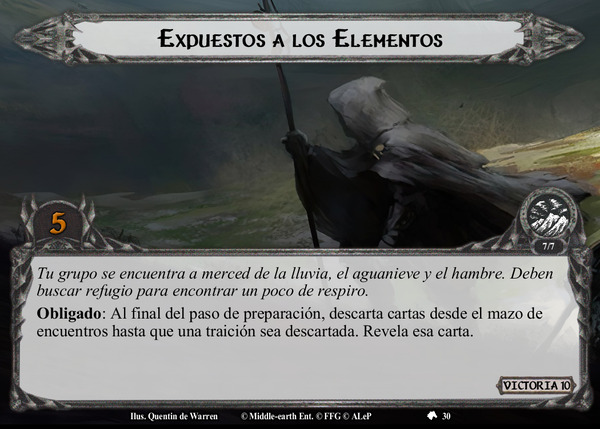 Expuestos a los Elementos
5
7/7
Tu grupo se encuentra a merced de la lluvia, el aguanieve y el hambre. Deben
buscar refugio para encontrar un poco de respiro.
Obligado: Al final del paso de preparación, descarta cartas desde el mazo de
encuentros hasta que una traición sea descartada. Revela esa carta.
VICTORIA 10
Ilus. Quentin de Warren © Middle-earth Ent. © FFG © ALeP 30